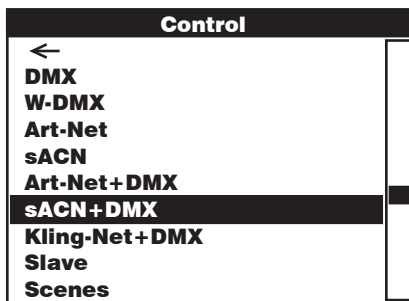 Control
←
DMX
W-DMX
Art-Net
sACN
Art-Net+DMX
sACN+DMX
Kling-Net+DMX
Slave
Scenes